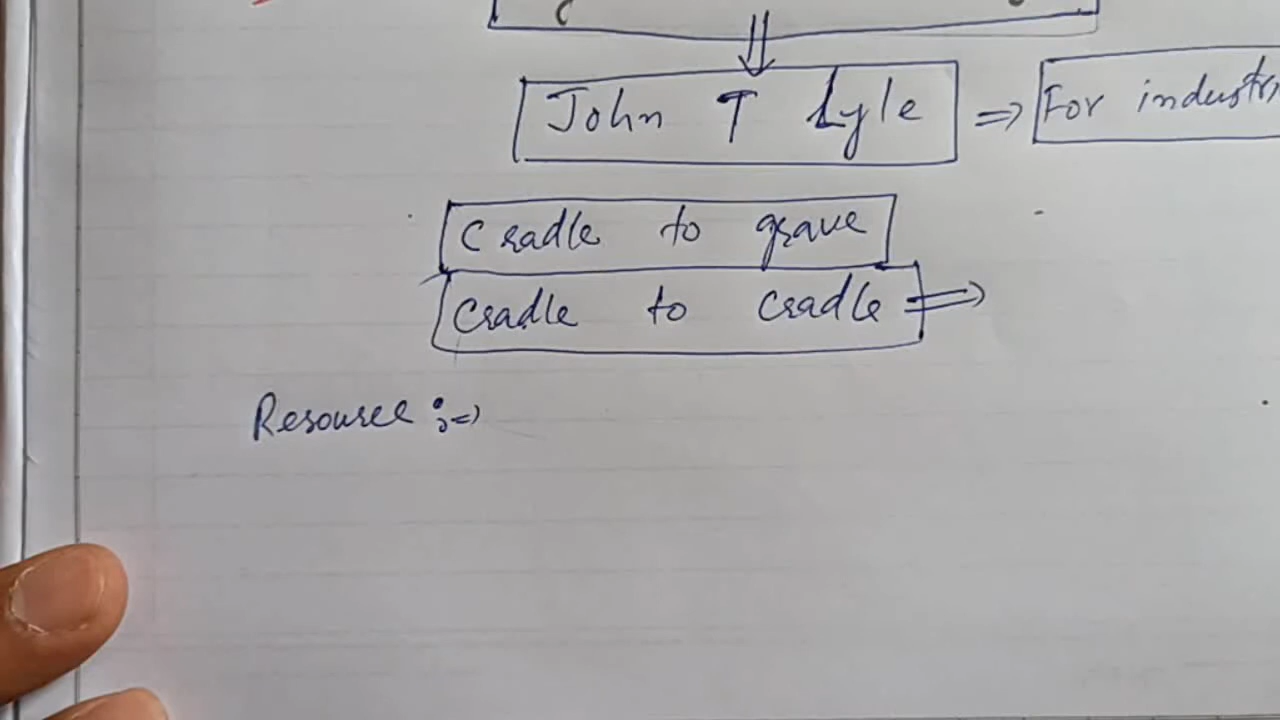 John T Lyle => For industr
Cradle to grave
Cradle to cradle =>
Resource :=>